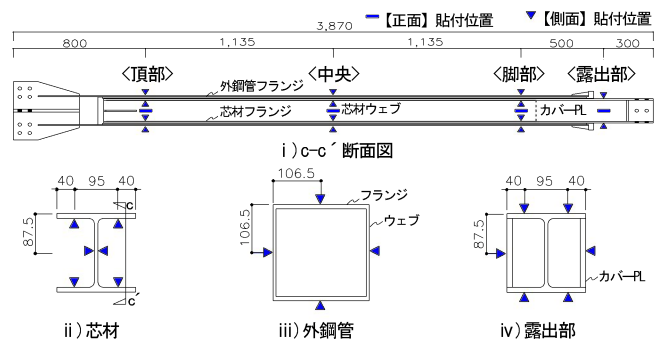 【正面】貼付位置 【側面】貼付位置
3,870
800 1,135 1,135 500 300
〈頂部〉 〈中央〉 〈脚部〉 〈露出部〉
外鋼管フランジ
芯材フランジ 芯材ウェブ カバーPL
ⅰ)c-c´断面図
40 95 40
87.5
c
c´
ⅱ)芯材
106.5
106.5
フランジ
ウェブ
ⅲ)外鋼管
40 95 40
87.5
カバーPL
ⅳ)露出部